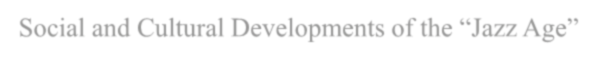 Social and Cultural Developments of the “Jazz Age”